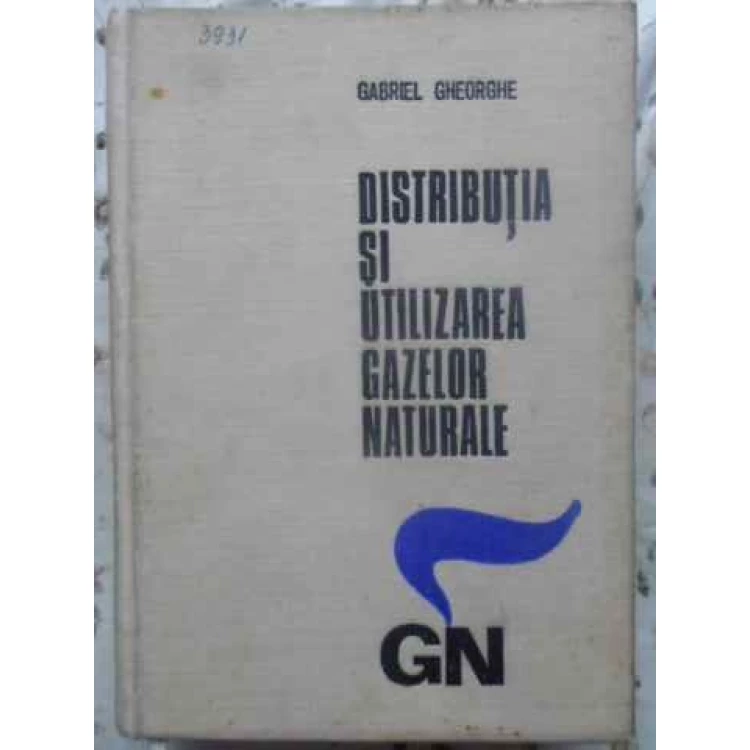 3931
GABRIEL GHEORGHE
DISTRIBUȚIA
ȘI
UTILIZAREA
GAZELOR
NATURALE
GN